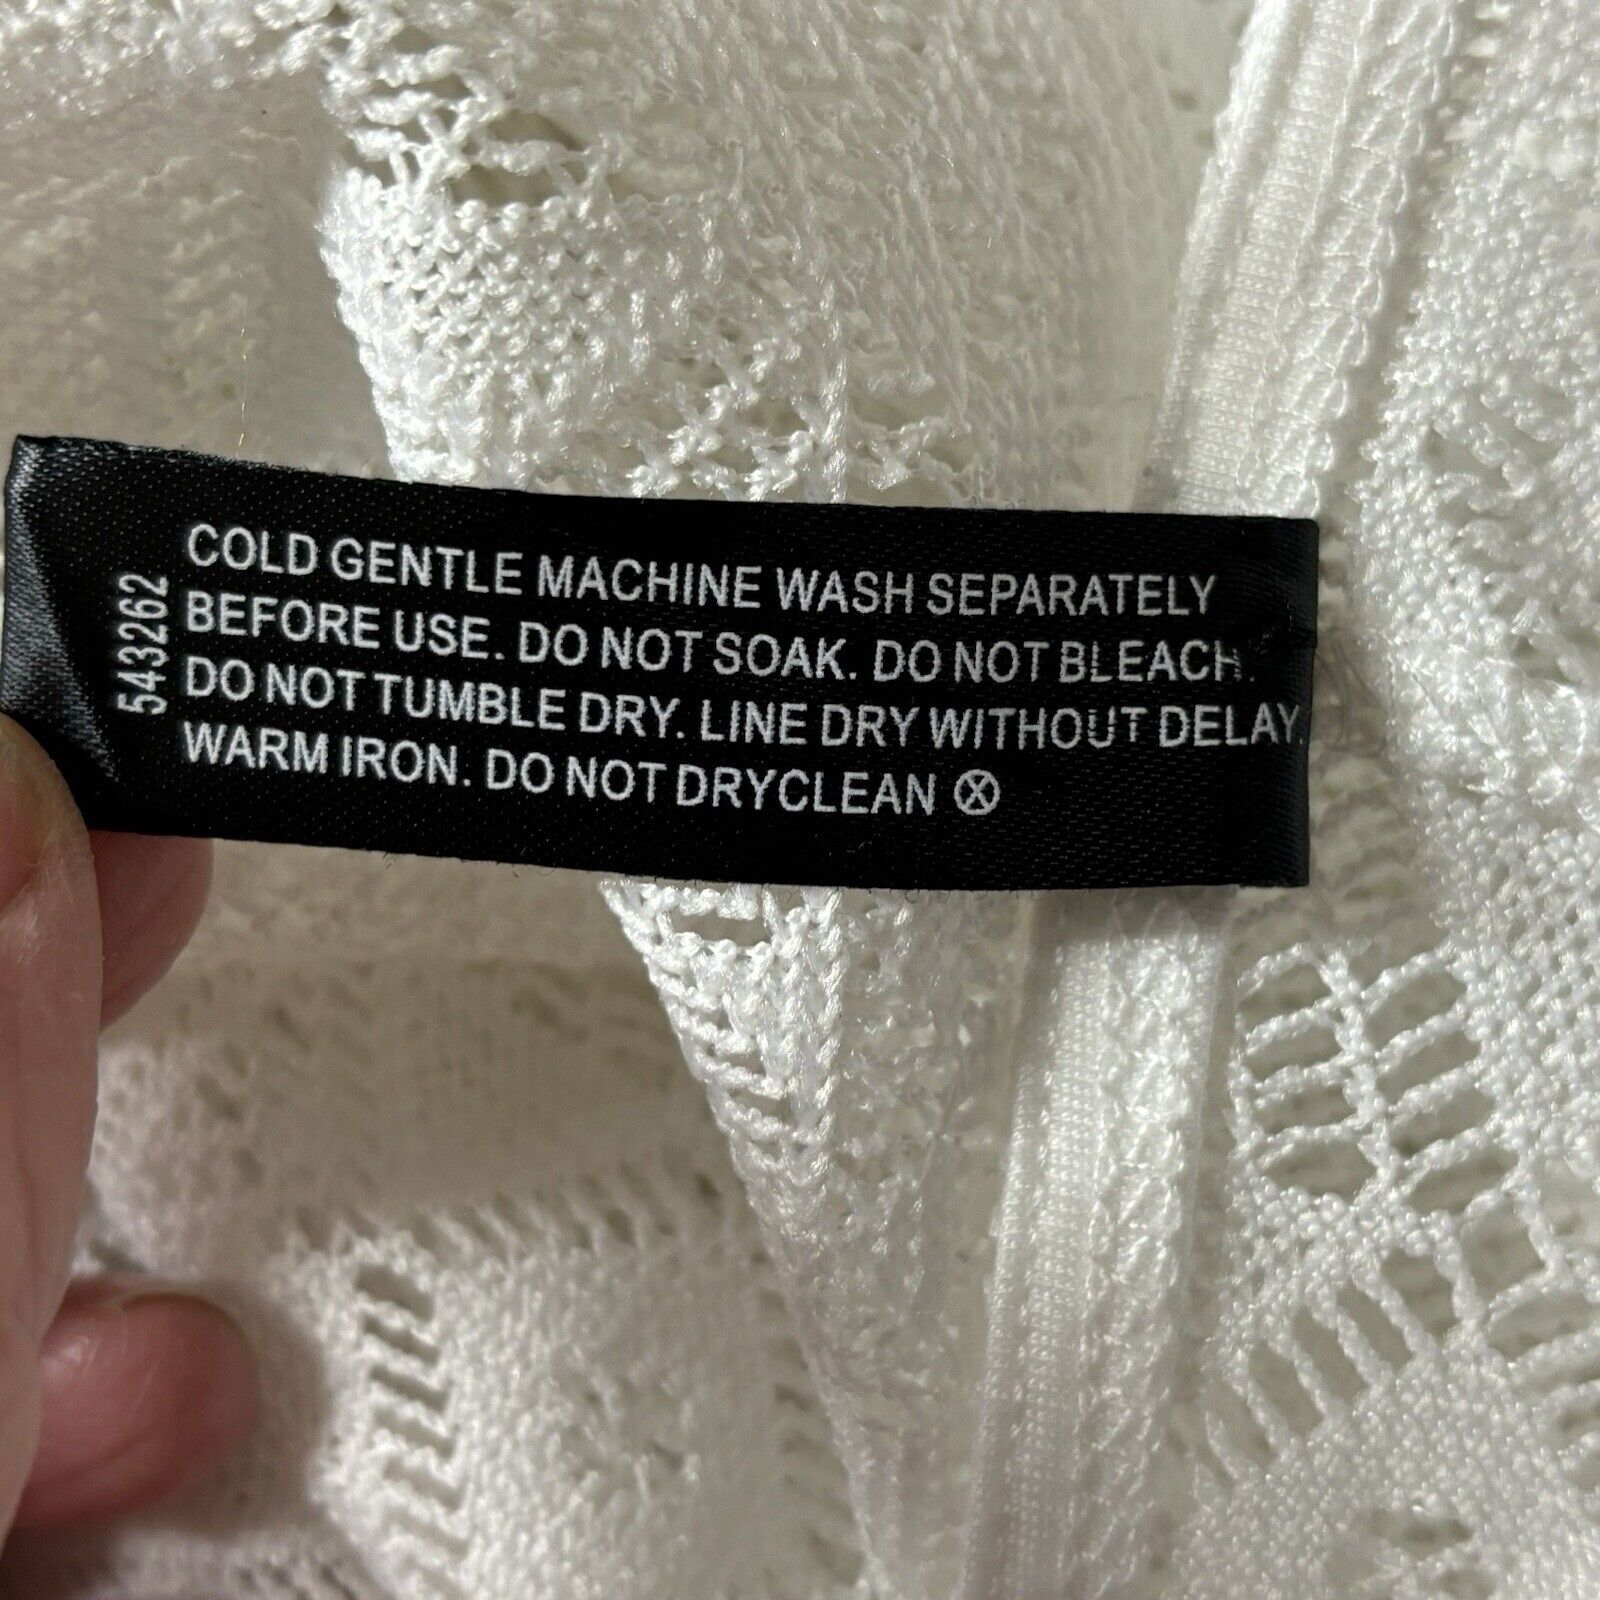 COLD GENTLE MACHINE WASH SEPARATELY
BEFORE USE. DO NOT SOAK. DO NOT BLEACH.
DO NOT TUMBLE DRY. LINE DRY WITHOUT DELAY
WARM IRON. DO NOT DRYCLEAN Ⓧ
543262